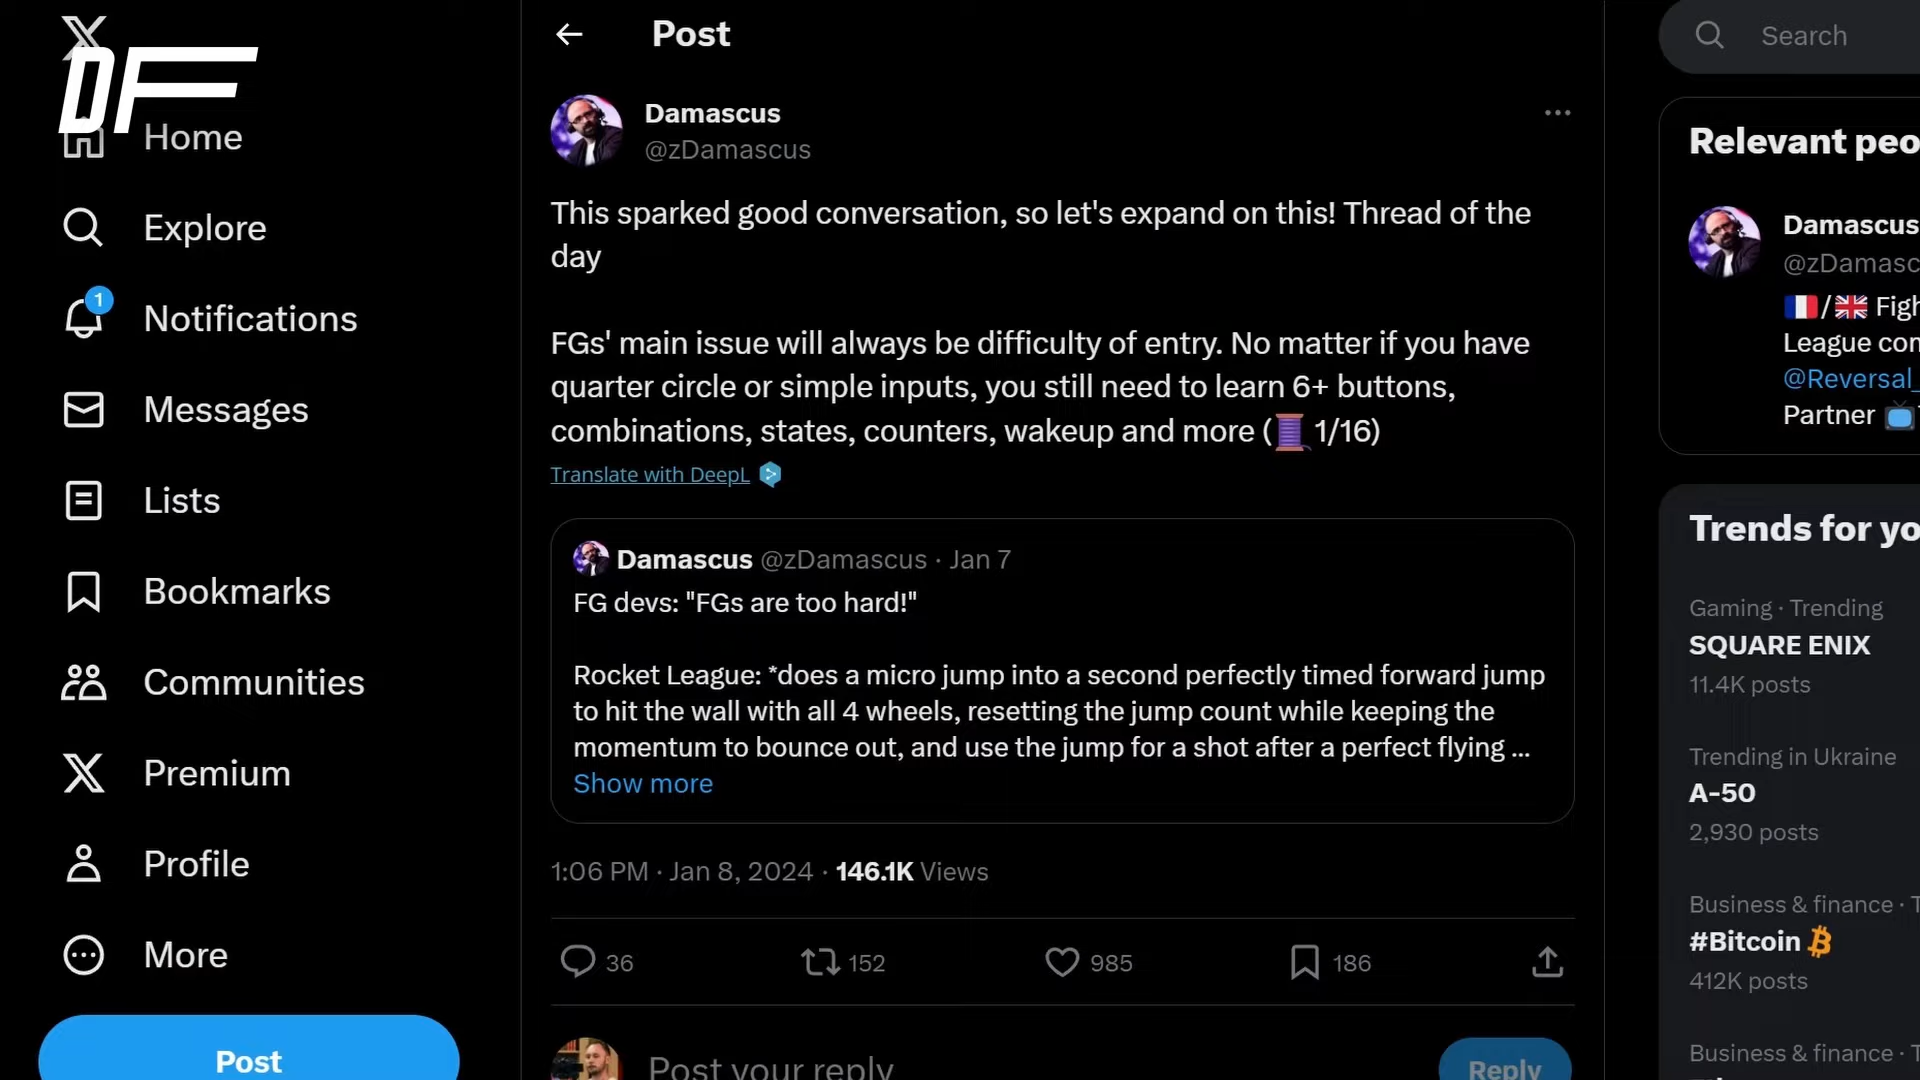 DF
Home
Explore
1
Notifications
Messages
Lists
Bookmarks
Communities
Premium
Profile
More
Post
Post
Damascus
@zDamascus
This sparked good conversation, so let's expand on this! Thread of the
day
FGs' main issue will always be difficulty of entry. No matter if you have
quarter circle or simple inputs, you still need to learn 6+ buttons,
combinations, states, counters, wakeup and more (🧵 1/16)
Translate with DeepL
Damascus @zDamascus · Jan 7
FG devs: "FGs are too hard!"
Rocket League: *does a micro jump into a second perfectly timed forward jump
to hit the wall with all 4 wheels, resetting the jump count while keeping the
momentum to bounce out, and use the jump for a shot after a perfect flying ...
Show more
1:06 PM · Jan 8, 2024 · 146.1K Views
36 152 985 186
Post your reply
Reply
Search
Relevant peo
Damascus
@zDamasc
🇫🇷/🇬🇧 Figh
League con
@Reversal_
Partner
Trends for yo
Gaming · Trending
SQUARE ENIX
11.4K posts
Trending in Ukraine
A-50
2,930 posts
Business & finance · T
#Bitcoin
412K posts
Business & finance · T